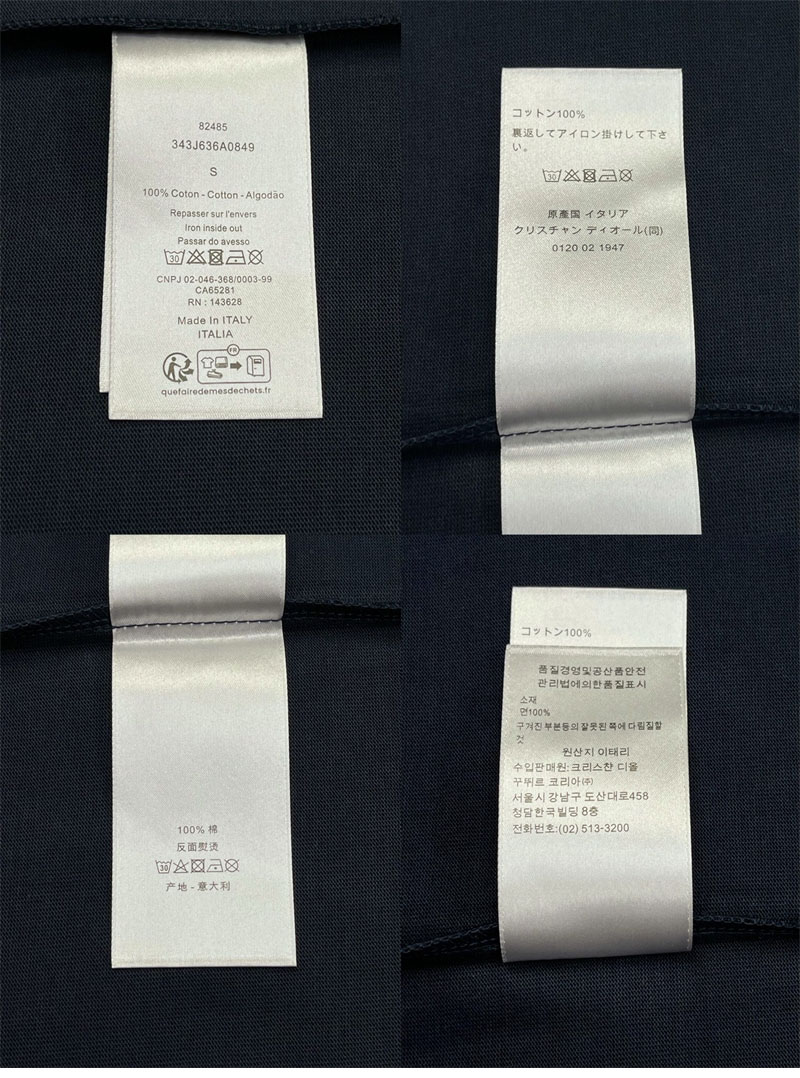 82485
343J636A0849
S
100% Coton - Cotton - Algodão
Repasser sur l'envers
Iron inside out
Passar do avesso
30
CNPJ 02-046-368/0003-99
CA65281
RN : 143628
Made In ITALY
ITALIA
FR
quefairedemesdechets.fr
コットン100%
裏返してアイロン掛けして下さ
い。
30
原産国 イタリア
クリスチャン ディオール(同)
0120 02 1947
100% 棉
反面熨烫
30
产地 - 意大利
コットン100%
품질경영및공산품안전
관리법에의한품질표시
소재
면100%
구겨진부분등의잘못된쪽에다림질할
것
원산지 이태리
수입판매원: 크리스챤 디올
꾸뛰르 코리아㈜
서울시 강남구 도산대로458
청담한국빌딩 8층
전화번호:(02) 513-3200